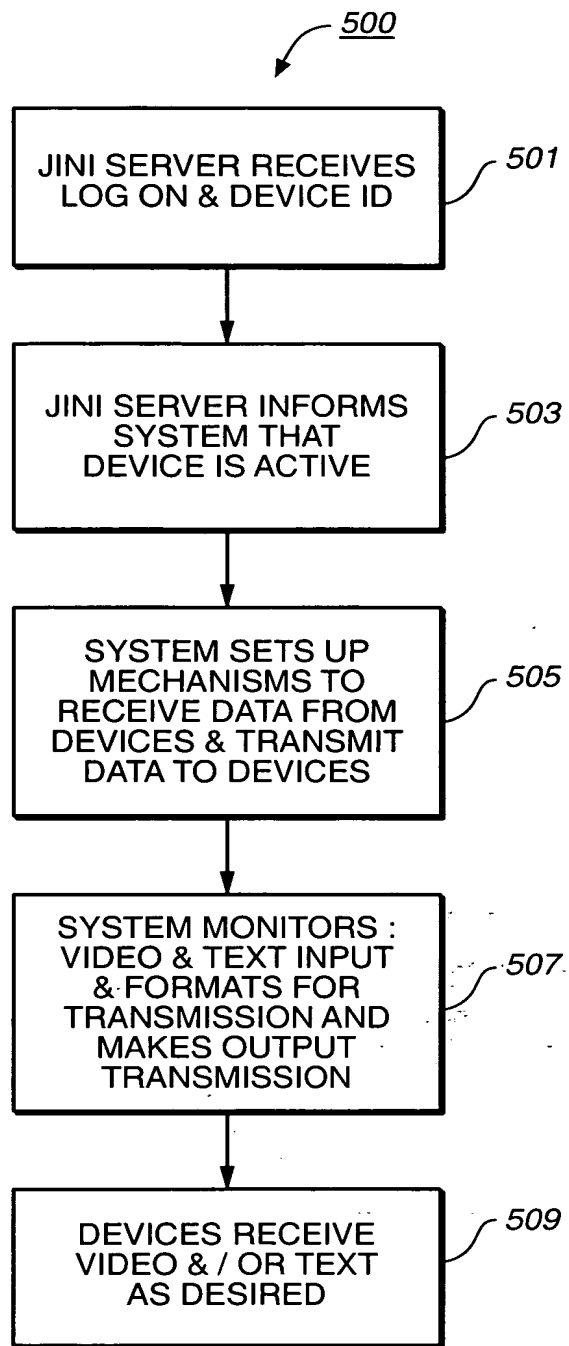 500
JINI SERVER RECEIVES
LOG ON & DEVICE ID
501
JINI SERVER INFORMS
SYSTEM THAT
DEVICE IS ACTIVE
503
SYSTEM SETS UP
MECHANISMS TO
RECEIVE DATA FROM
DEVICES & TRANSMIT
DATA TO DEVICES
505
SYSTEM MONITORS :
VIDEO & TEXT INPUT
& FORMATS FOR
TRANSMISSION AND
MAKES OUTPUT
TRANSMISSION
507
DEVICES RECEIVE
VIDEO & / OR TEXT
AS DESIRED
509